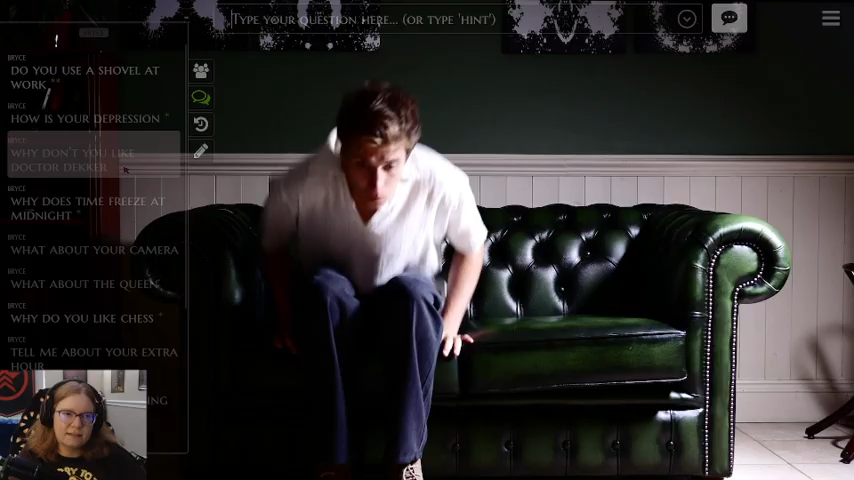 Type your question here... (or type 'hint')
BRYCE
DO YOU USE A SHOVEL AT
WORK **
BRYCE
HOW IS YOUR DEPRESSION *
BRYCE
WHY DON'T YOU LIKE
DOCTOR DEKKER
BRYCE
WHY DOES TIME FREEZE AT
MIDNIGHT *
BRYCE
WHAT ABOUT YOUR CAMERA
BRYCE
WHAT ABOUT THE QUEEN
BRYCE
WHY DO YOU LIKE CHESS *
BRYCE
TELL ME ABOUT YOUR EXTRA
HOUR